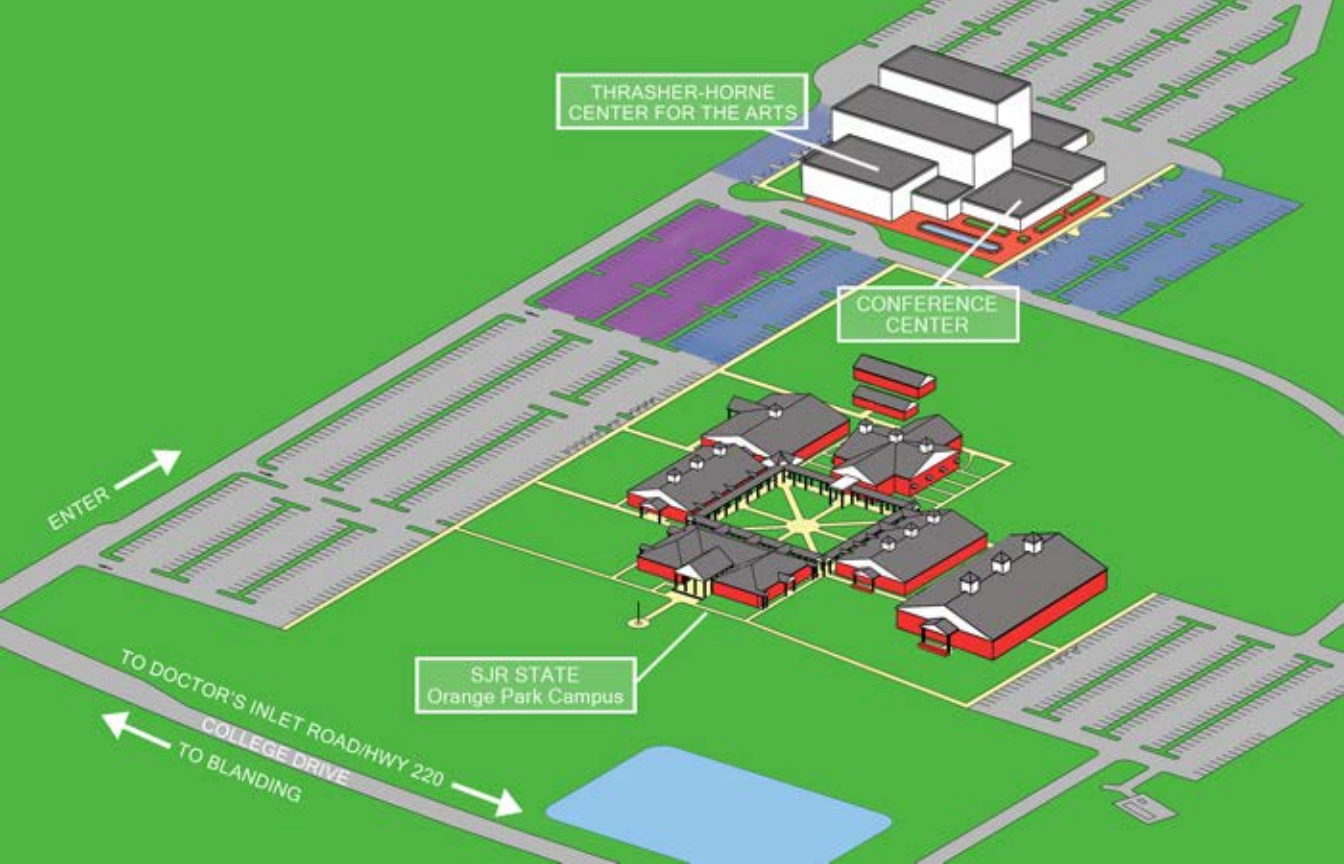 THRASHER-HORNE
CENTER FOR THE ARTS
CONFERENCE
CENTER
ENTER
SJR STATE
Orange Park Campus
TO DOCTOR'S INLET ROAD/HWY 220
COLLEGE DRIVE
TO BLANDING